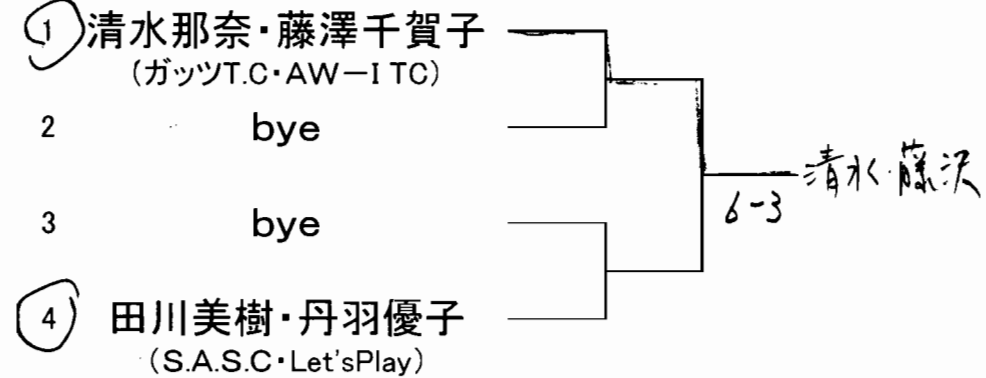 1 清水那奈・藤澤千賀子
(ガッツT.C・AW－I TC)
2 bye
清水・藤沢
6-3
3 bye
4 田川美樹・丹羽優子
(S.A.S.C・Let'sPlay)